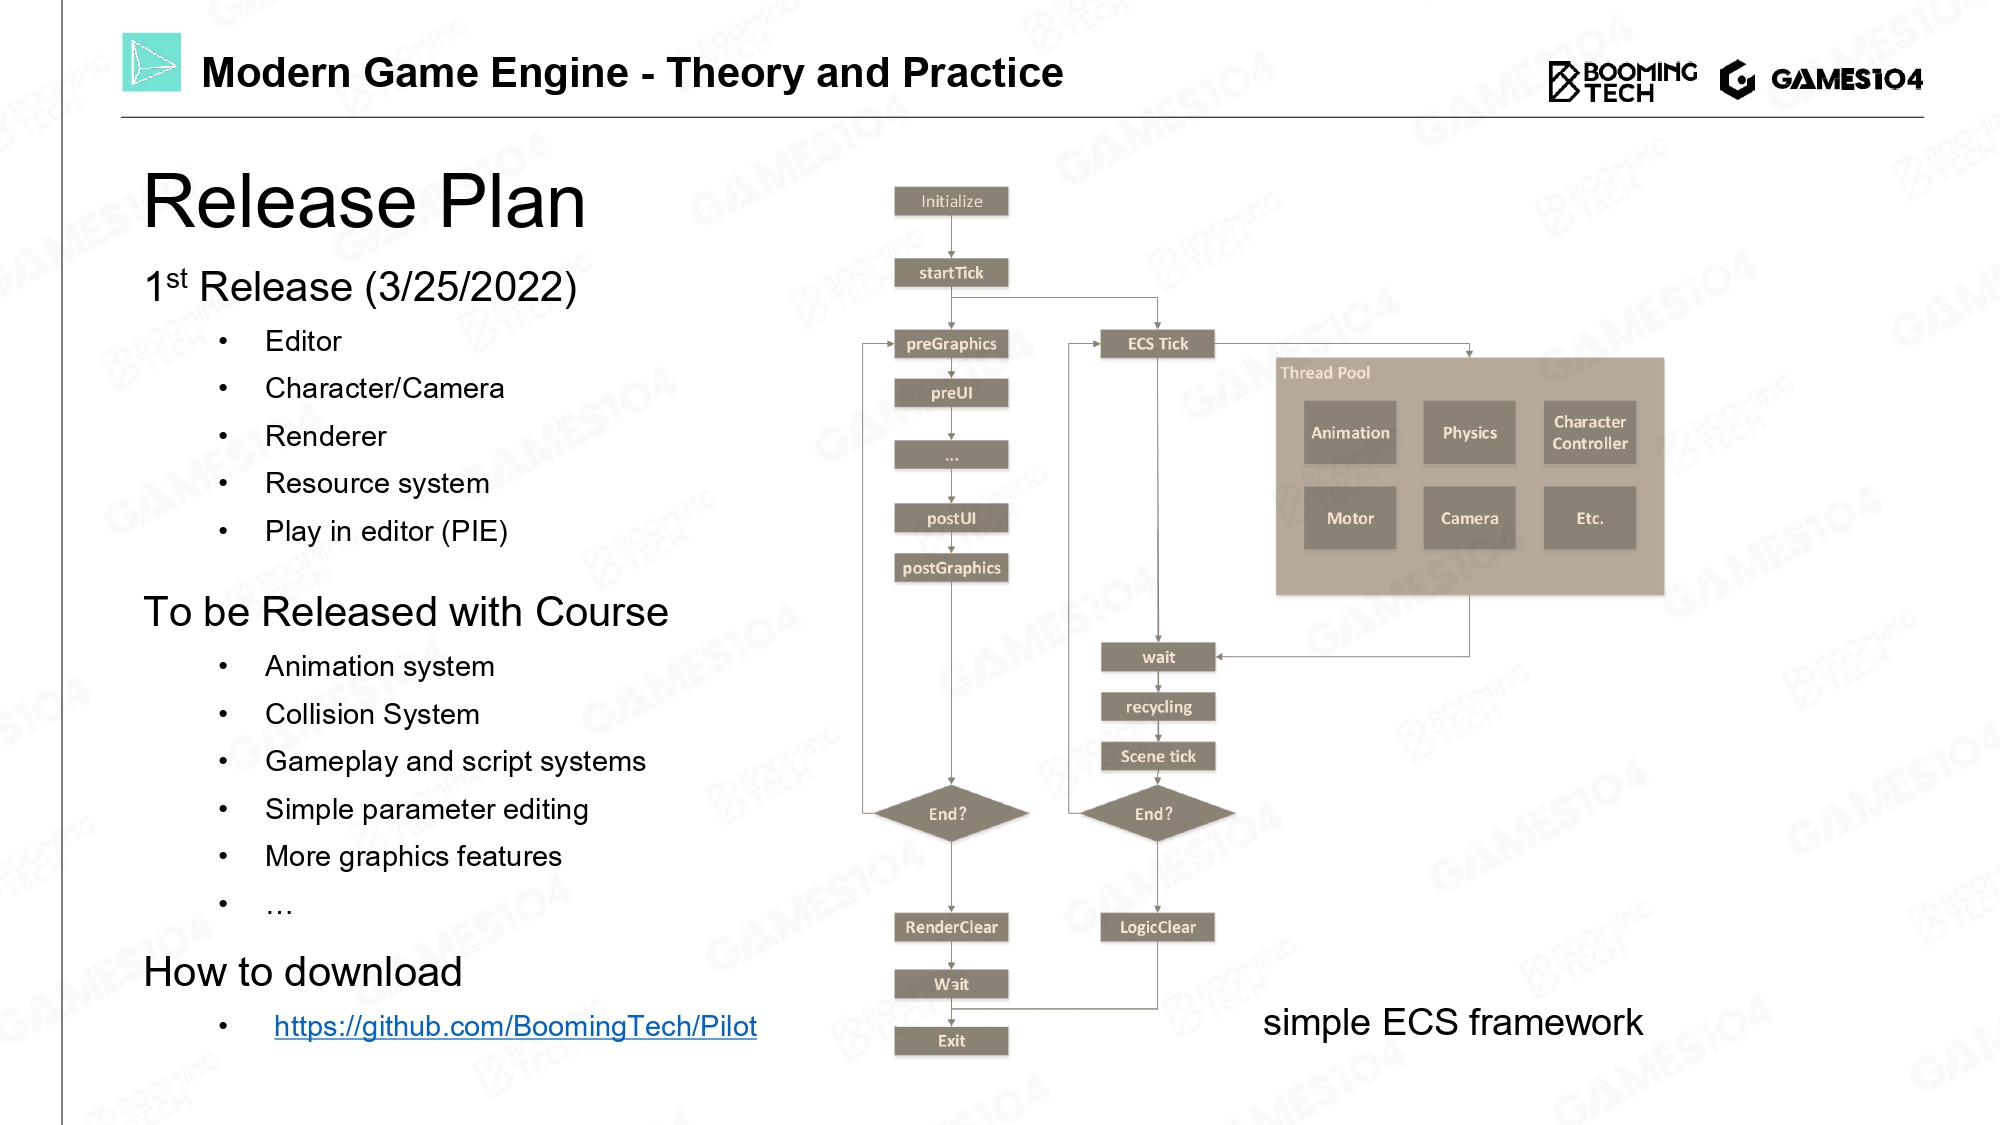 Modern Game Engine - Theory and Practice
BOOMING
TECH
GAMES104
Release Plan
1st Release (3/25/2022)
• Editor
• Character/Camera
• Renderer
• Resource system
• Play in editor (PIE)
To be Released with Course
• Animation system
• Collision System
• Gameplay and script systems
• Simple parameter editing
• More graphics features
• …
How to download
• https://github.com/BoomingTech/Pilot
Initialize
startTick
preGraphics
preUI
...
postUI
postGraphics
End?
RenderClear
Wait
Exit
ECS Tick
wait
recycling
Scene tick
End?
LogicClear
Thread Pool
Animation
Physics
Character
Controller
Motor
Camera
Etc.
simple ECS framework